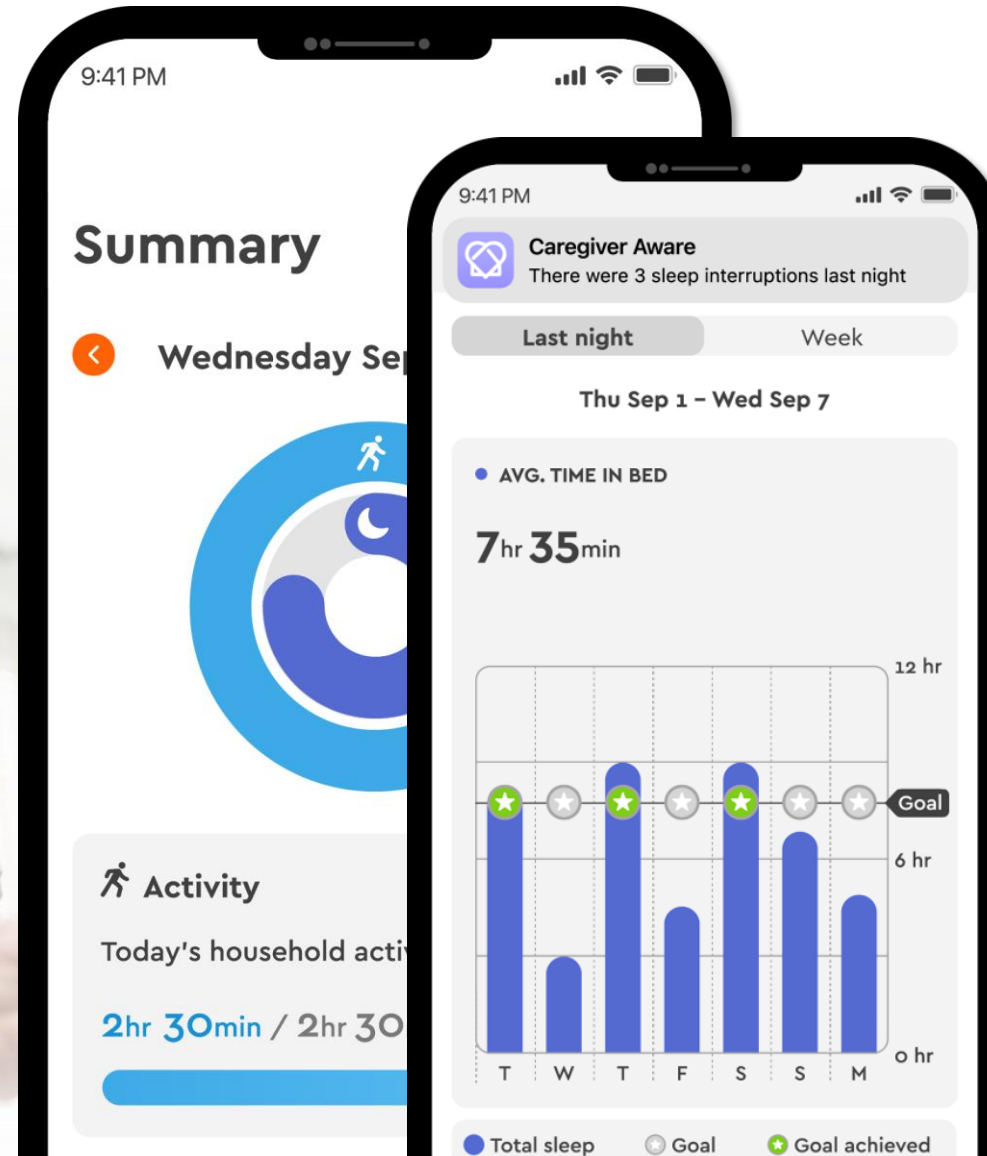 9:41 PM
Summary
Wednesday Sep
Activity
Today's household acti
2hr 30min / 2hr 30
9:41 PM
Caregiver Aware
There were 3 sleep interruptions last night
Last night Week
Thu Sep 1 – Wed Sep 7
AVG. TIME IN BED
7hr 35min
12 hr
Goal
6 hr
0 hr
T W T F S S M
Total sleep Goal Goal achieved